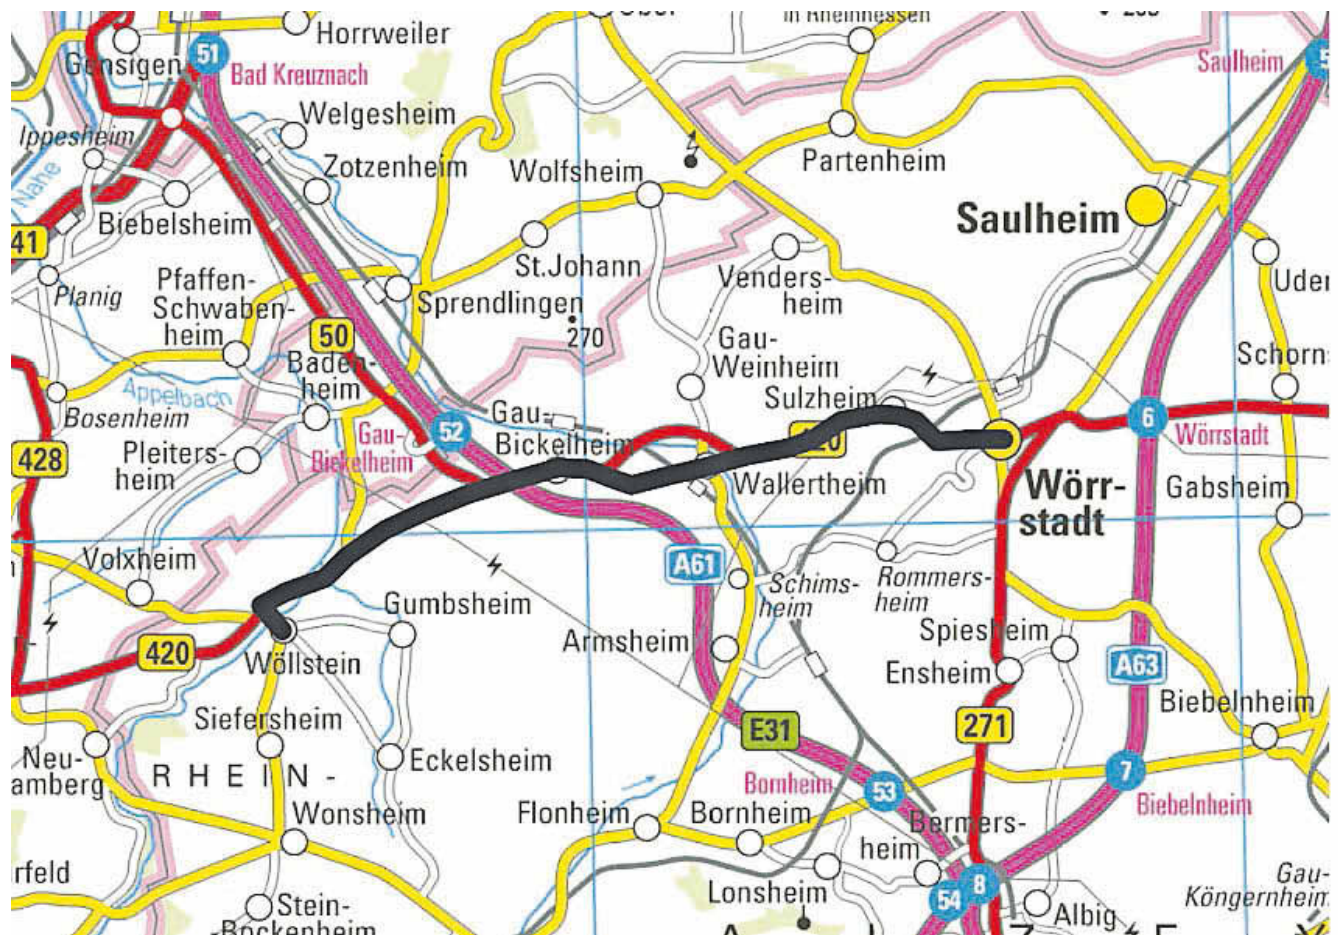 Ober-
in Rheinhessen
Horrweiler
51
Gensigen
Bad Kreuznach
Saulheim
Welgesheim
Ippesheim
Zotzenheim
Wolfsheim
Partenheim
Nahe
Biebelsheim
Saulheim
41
St.Johann
Venders-
heim
Planig
Pfaffen-
Schwaben-
heim
Sprendlingen
270
50
Gau-
Weinheim
Schorn
Baden-
heim
Appelbach
Sulzheim
Bosenheim
Gau-
Bickelheim
52
Gau-
Bickelheim
6
Wörrstadt
428
Pleiters-
heim
Wallertheim
Wörr-
stadt
Gabsheim
Volxheim
A61
Schims-
heim
Rommers-
heim
Gumbsheim
Armsheim
Spiesheim
420
Wöllstein
Ensheim
A63
Siefersheim
E31
271
Biebelnheim
Neu-
amberg
RHEIN-
Eckelsheim
Bornheim
53
7
Biebelnheim
Wonsheim
Flonheim
Bornheim
Bermers-
heim
rfeld
Lonsheim
54
8
Gau-
Köngernheim
Stein-
Bockenheim
Albig